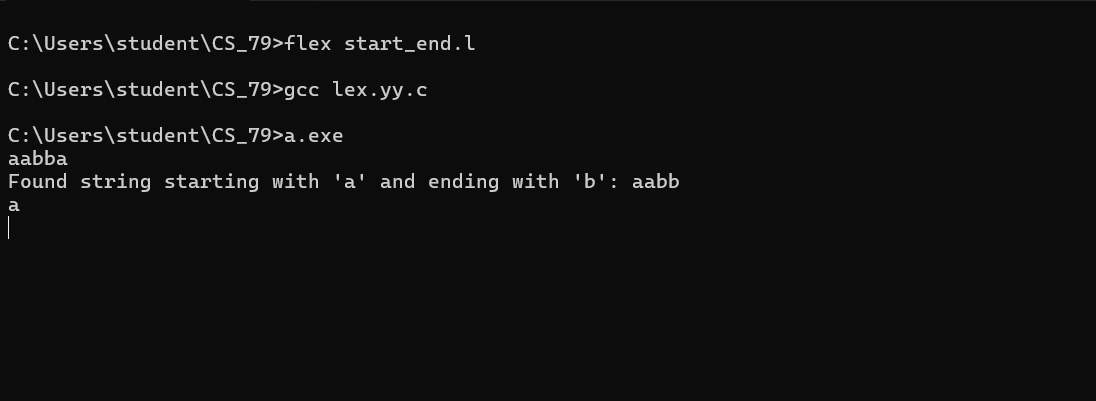 C:\Users\student\CS_79>flex start_end.l
C:\Users\student\CS_79>gcc lex.yy.c
C:\Users\student\CS_79>a.exe
aabba
Found string starting with 'a' and ending with 'b': aabb
a